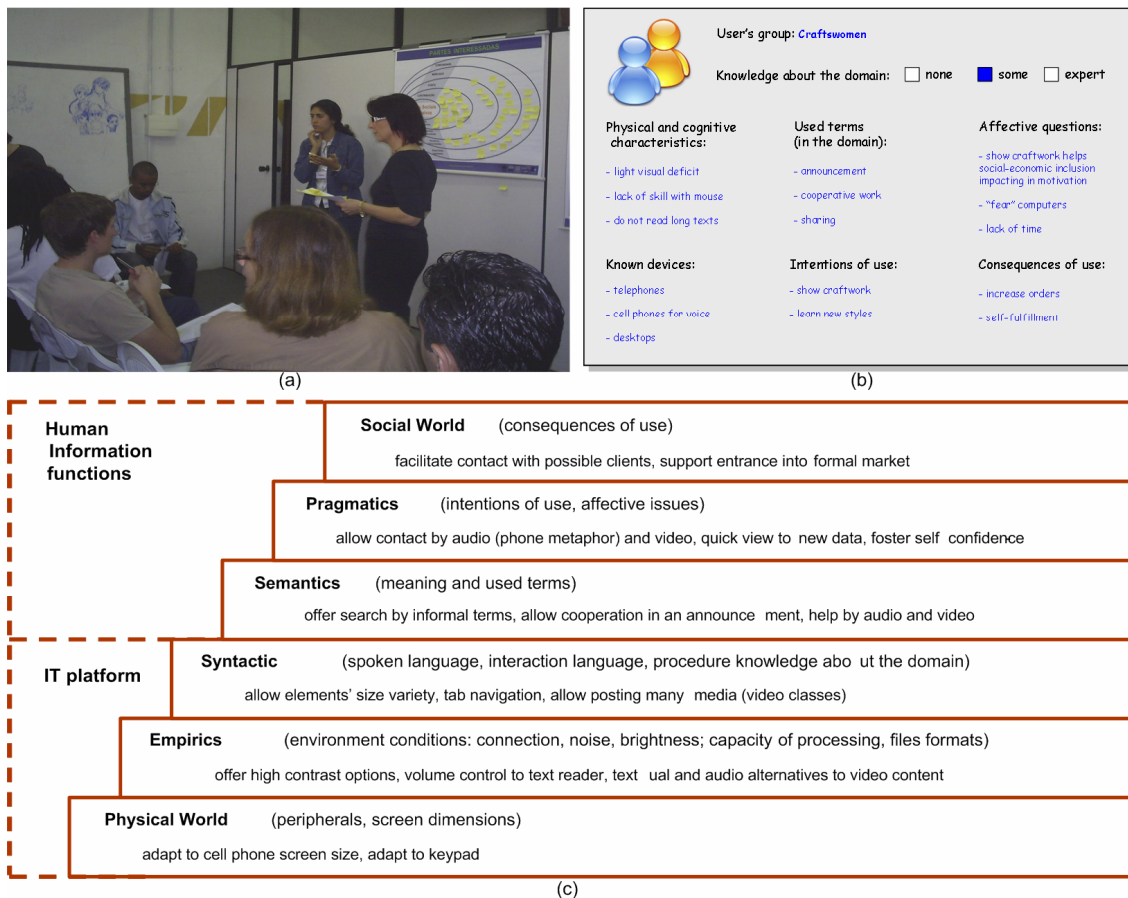 PARTES INTERESSADAS
(a)
User's group: Craftswomen
Knowledge about the domain: none some expert
Physical and cognitive
characteristics:
- light visual deficit
- lack of skill with mouse
- do not read long texts
Used terms
(in the domain):
- announcement
- cooperative work
- sharing
Affective questions:
- show craftwork helps
social-economic inclusion
impacting in motivation
- "fear" computers
- lack of time
Known devices:
- telephones
- cell phones for voice
- desktops
Intentions of use:
- show craftwork
- learn new styles
Consequences of use:
- increase orders
- self-fulfillment
(b)
Human
Information
functions
Social World (consequences of use)
facilitate contact with possible clients, support entrance into formal market
Pragmatics (intentions of use, affective issues)
allow contact by audio (phone metaphor) and video, quick view to new data, foster self confidence
Semantics (meaning and used terms)
offer search by informal terms, allow cooperation in an announce ment, help by audio and video
IT platform
Syntactic (spoken language, interaction language, procedure knowledge abo ut the domain)
allow elements' size variety, tab navigation, allow posting many media (video classes)
Empirics (environment conditions: connection, noise, brightness; capacity of processing, files formats)
offer high contrast options, volume control to text reader, text ual and audio alternatives to video content
Physical World (peripherals, screen dimensions)
adapt to cell phone screen size, adapt to keypad
(c)